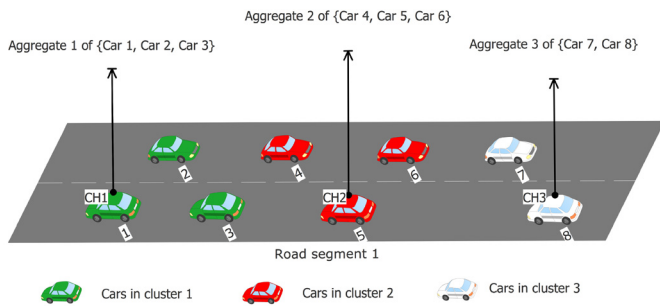 Aggregate 2 of {Car 4, Car 5, Car 6}
Aggregate 1 of {Car 1, Car 2, Car 3}
Aggregate 3 of {Car 7, Car 8}
2
4
6
7
CH1
CH2
CH3
1
3
5
8
Road segment 1
Cars in cluster 1
Cars in cluster 2
Cars in cluster 3